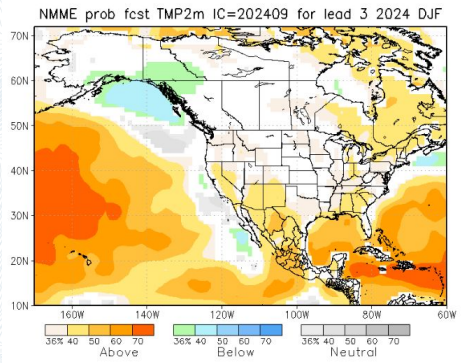 NMME prob fcst TMP2m IC=202409 for lead 3 2024 DJF
70N
60N
50N
40N
30N
20N
10N
160W 140W 120W 100W 80W 60W
36% 40 50 60 70 36% 40 50 60 70 36% 40 50 60 70
Above Below Neutral